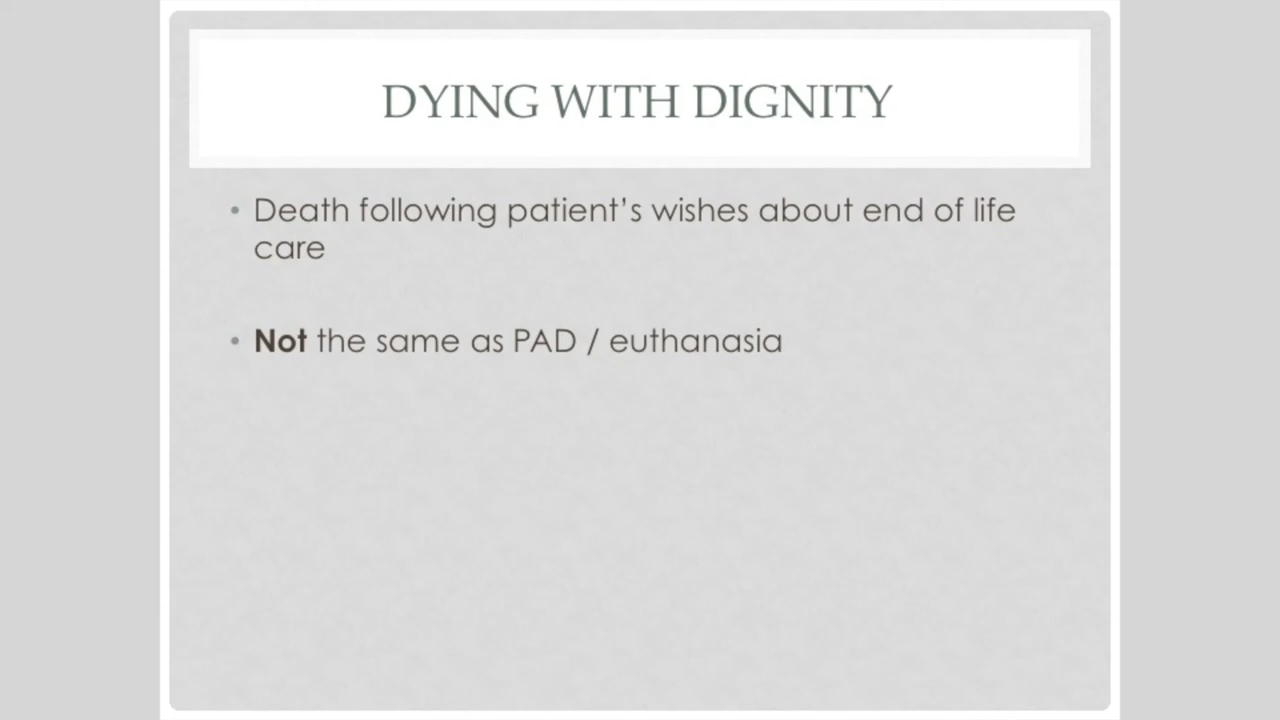 DYING WITH DIGNITY
• Death following patient’s wishes about end of life
care
• Not the same as PAD / euthanasia